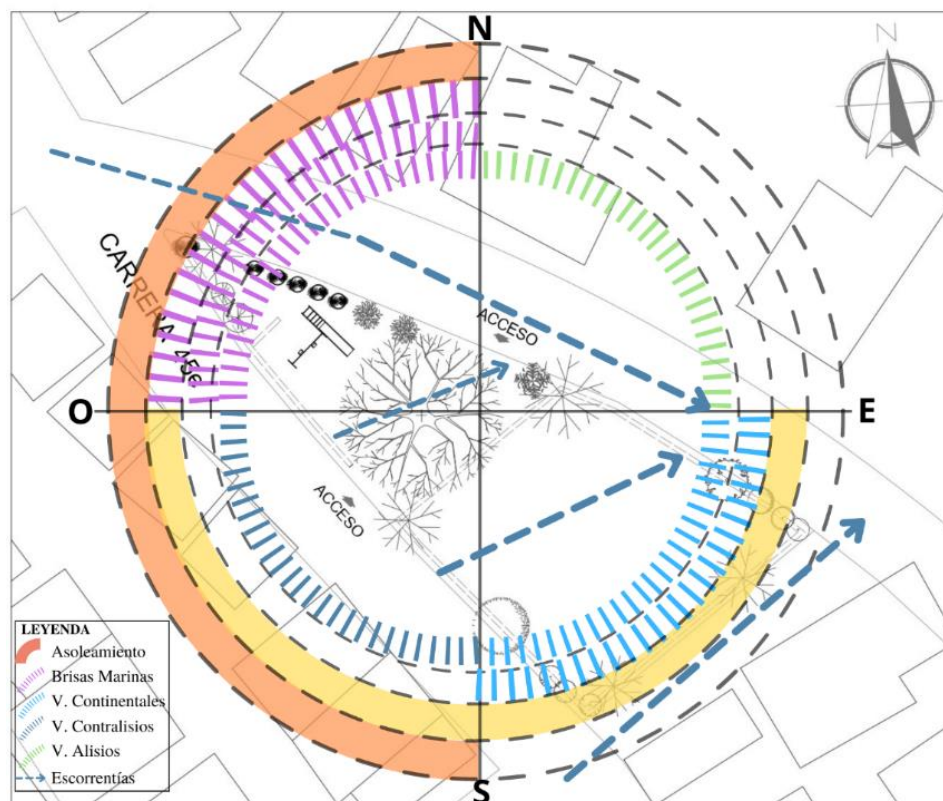 N
N
CARRERA 45e
ACCESO
O
E
ACCESO
LEYENDA
Asoleamiento
Brisas Marinas
V. Continentales
V. Contralisios
V. Alisios
Escorrentías
S